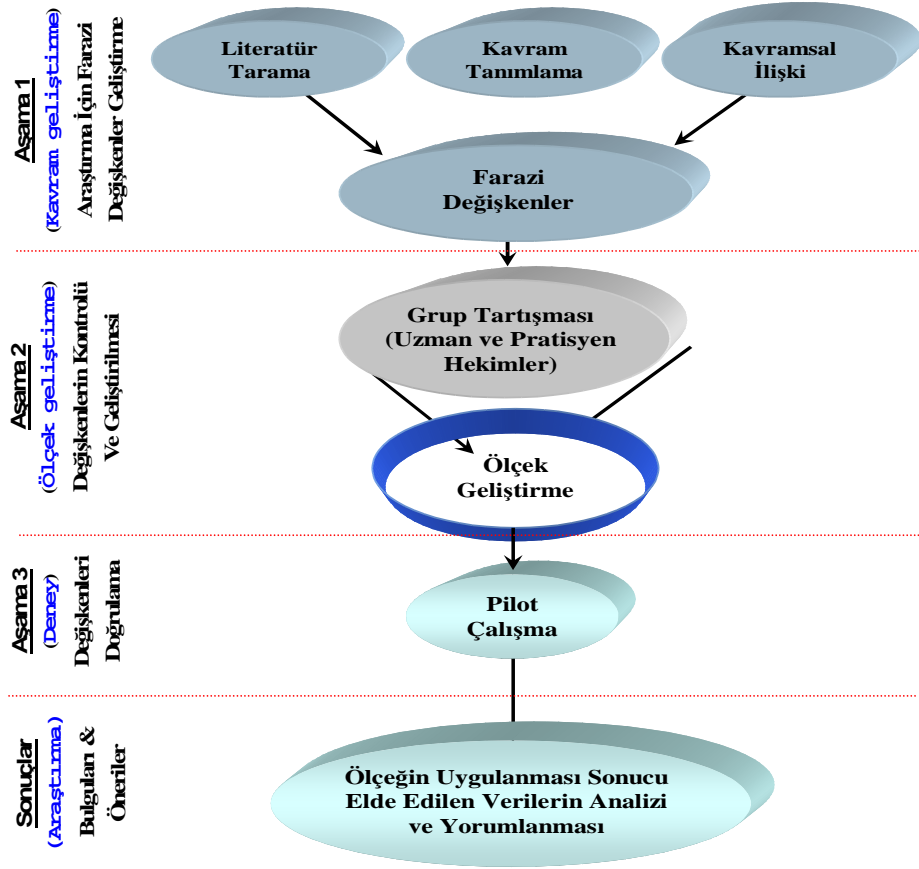 Aşama 1
(Kavram geliştirme)
Araştırma İçin Farazi
Değişkenler Geliştirme
Literatür
Tarama
Kavram
Tanımlama
Kavramsal
İlişki
Farazi
Değişkenler
Aşama 2
(Ölçek geliştirme)
Değişkenlerin Kontrolü
Ve Geliştirilmesi
Grup Tartışması
(Uzman ve Pratisyen
Hekimler)
Ölçek
Geliştirme
Aşama 3
(Deney)
Değişkenleri
Doğrulama
Pilot
Çalışma
Sonuçlar
(Araştırma)
Bulguları &
Öneriler
Ölçeğin Uygulanması Sonucu
Elde Edilen Verilerin Analizi
ve Yorumlanması